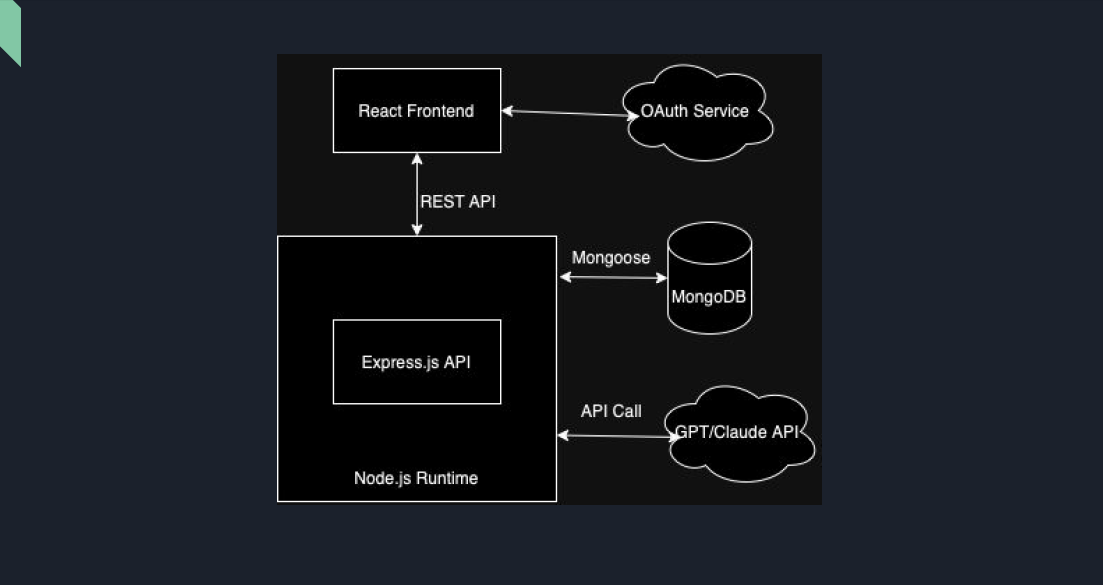 React Frontend
OAuth Service
REST API
Mongoose
MongoDB
Express.js API
API Call
GPT/Claude API
Node.js Runtime